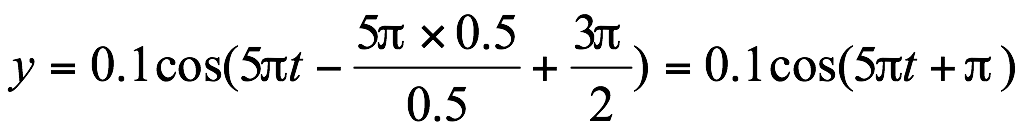 y = 0.1cos(5πt − 5π × 0.5 / 0.5 + 3π / 2) = 0.1cos(5πt + π)